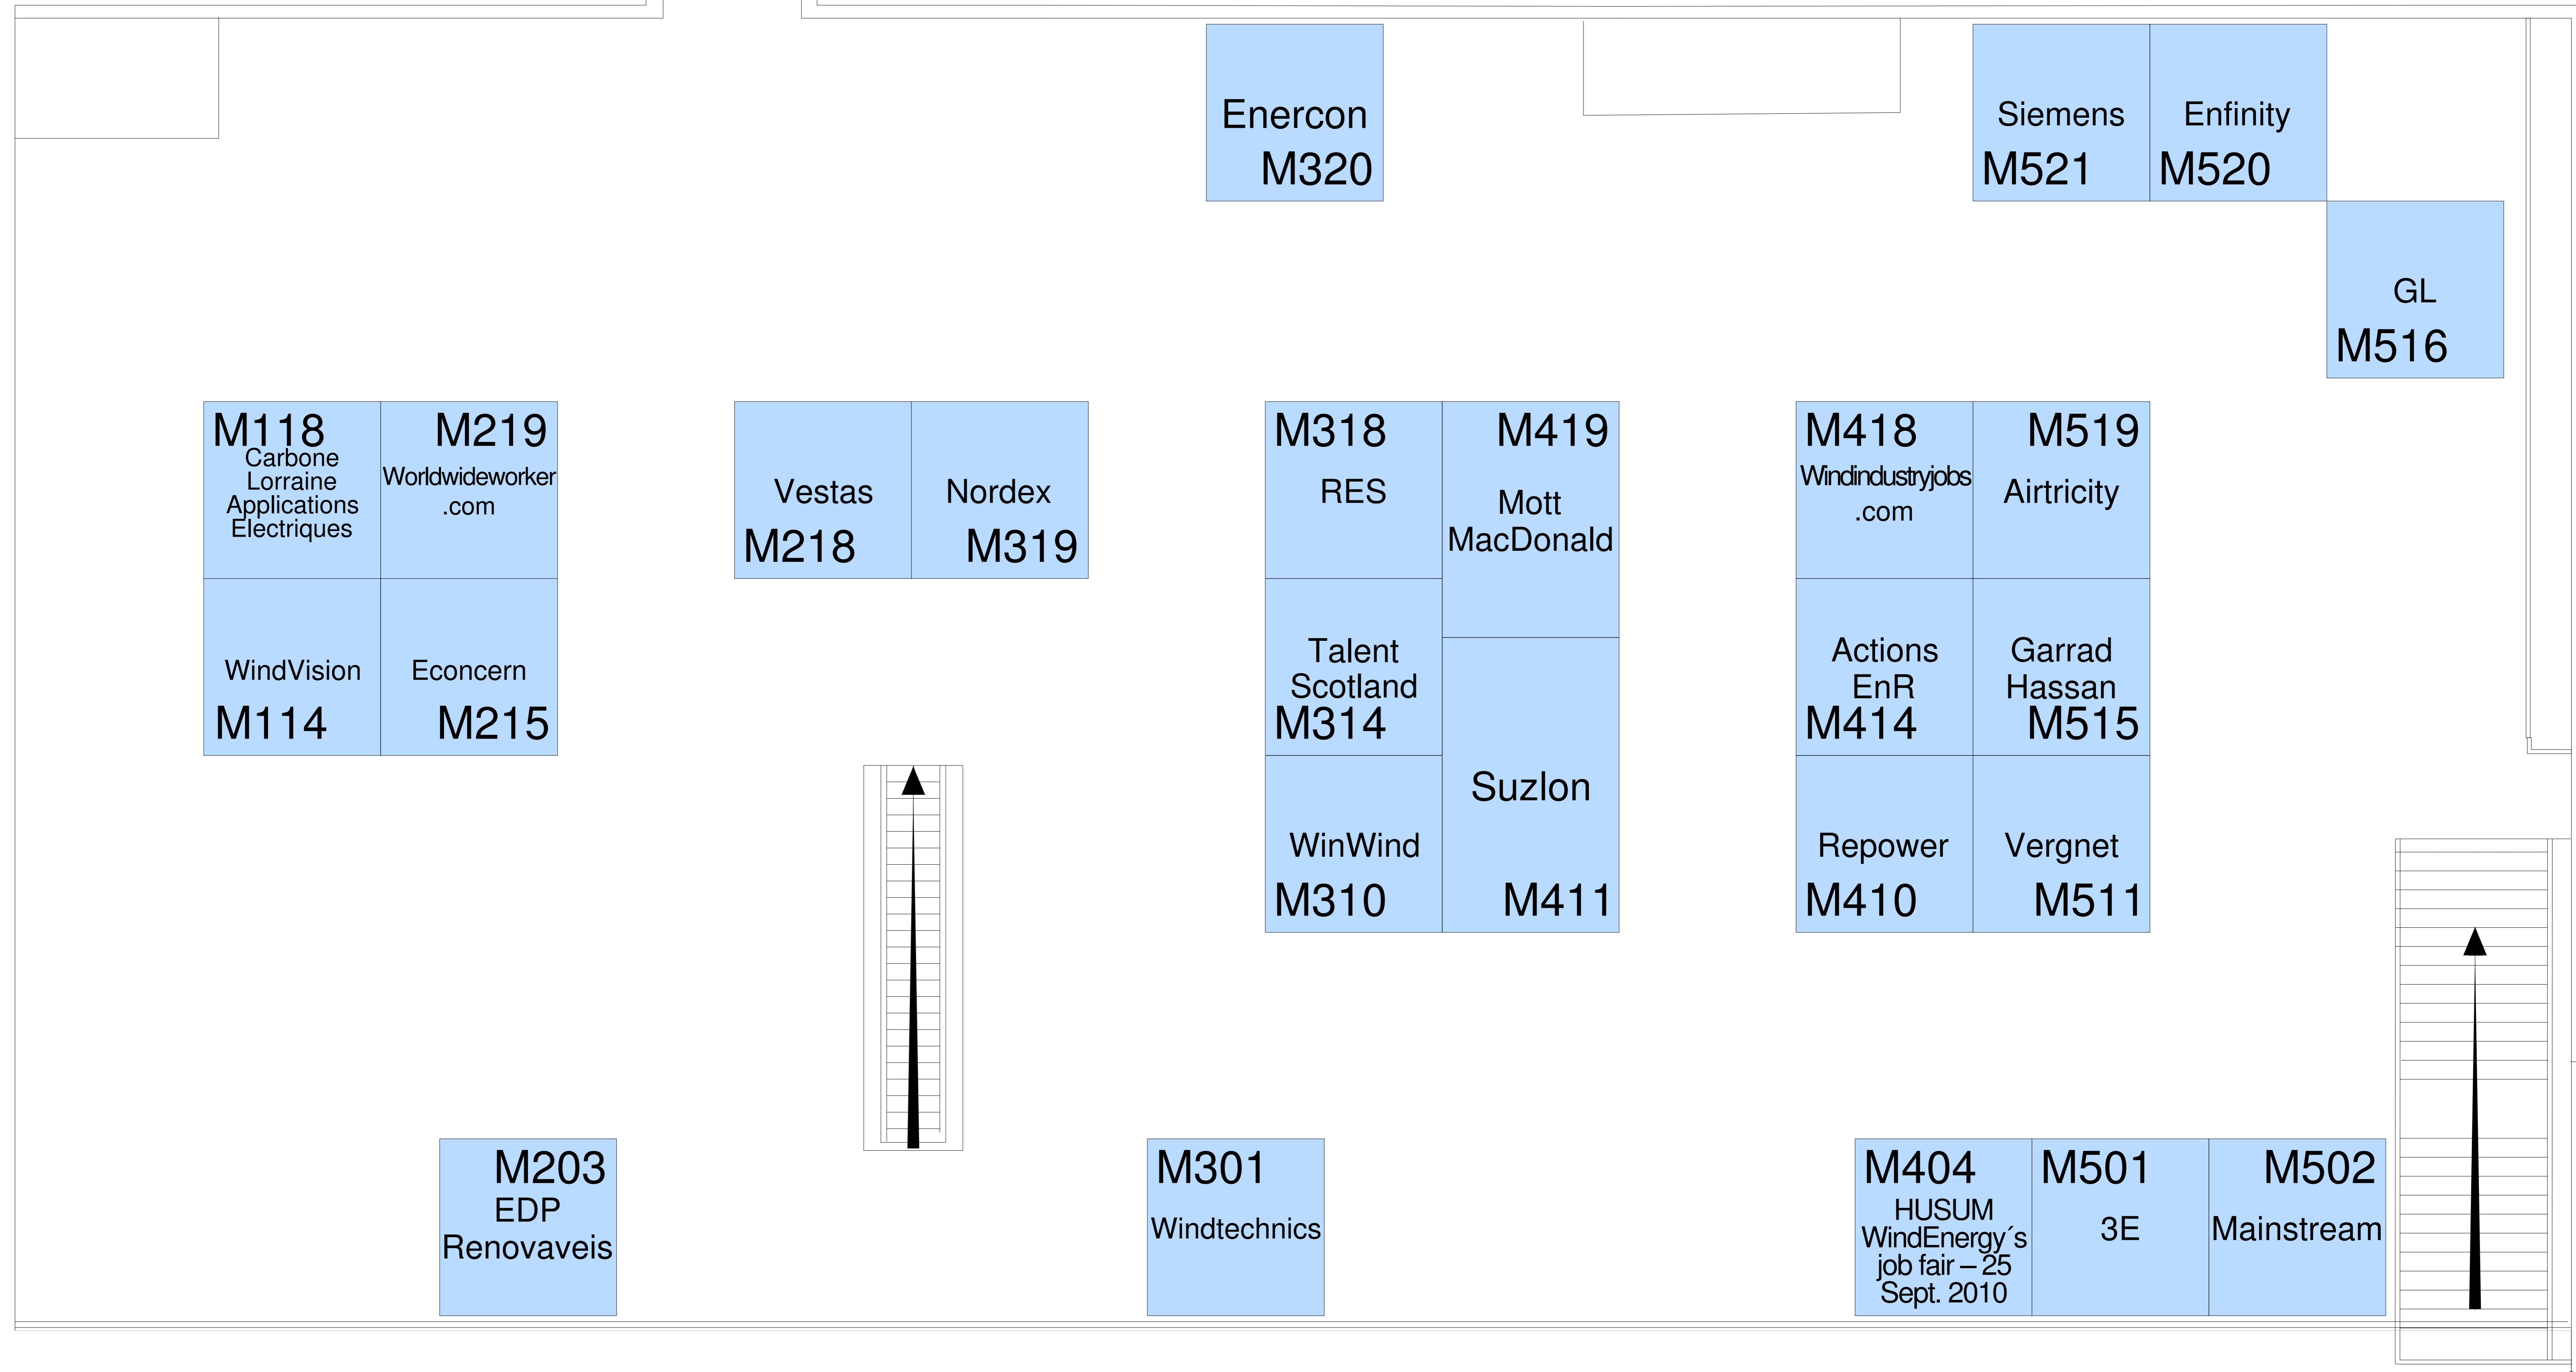 Enercon
M320
Siemens
M521
Enfinity
M520
GL
M516
M118
Carbone
Lorraine
Applications
Electriques
M219
Worldwideworker
.com
WindVision
M114
Econcern
M215
Vestas
M218
Nordex
M319
M318
RES
M419
Mott
MacDonald
Talent
Scotland
M314
Suzlon
M411
WinWind
M310
M418
Windindustryjobs
.com
M519
Airtricity
Actions
EnR
M414
Garrad
Hassan
M515
Repower
M410
Vergnet
M511
M203
EDP
Renovaveis
M301
Windtechnics
M404
HUSUM
WindEnergy´s
job fair – 25
Sept. 2010
M501
3E
M502
Mainstream